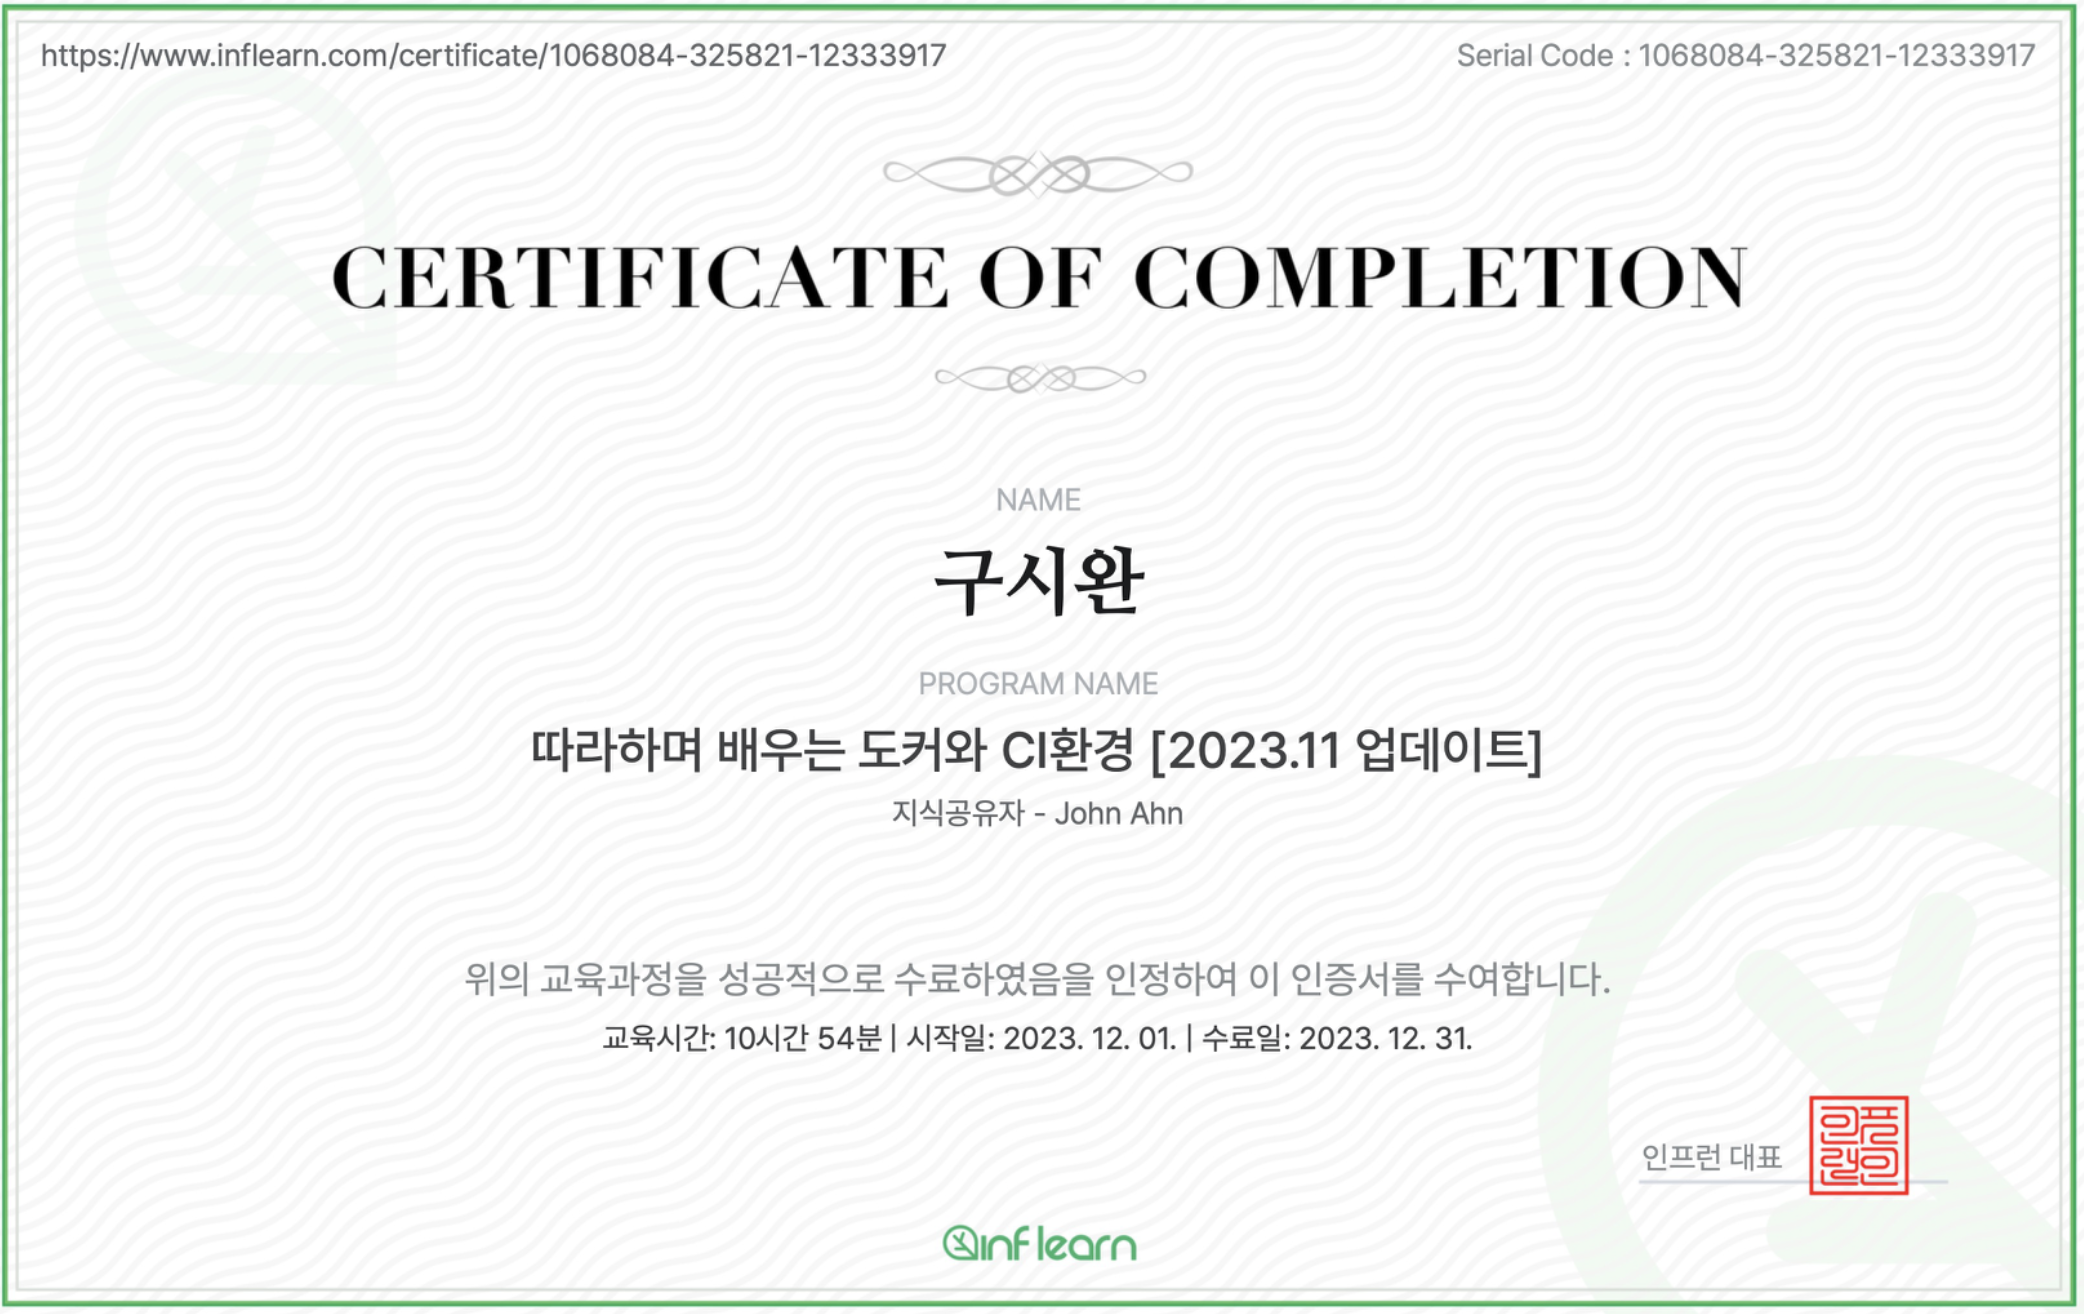 https://www.inflearn.com/certificate/1068084-325821-12333917
Serial Code : 1068084-325821-12333917
CERTIFICATE OF COMPLETION
NAME
구시완
PROGRAM NAME
따라하며 배우는 도커와 CI환경 [2023.11 업데이트]
지식공유자 - John Ahn
위의 교육과정을 성공적으로 수료하였음을 인정하여 이 인증서를 수여합니다.
교육시간: 10시간 54분 | 시작일: 2023. 12. 01. | 수료일: 2023. 12. 31.
인프런 대표
inflearn